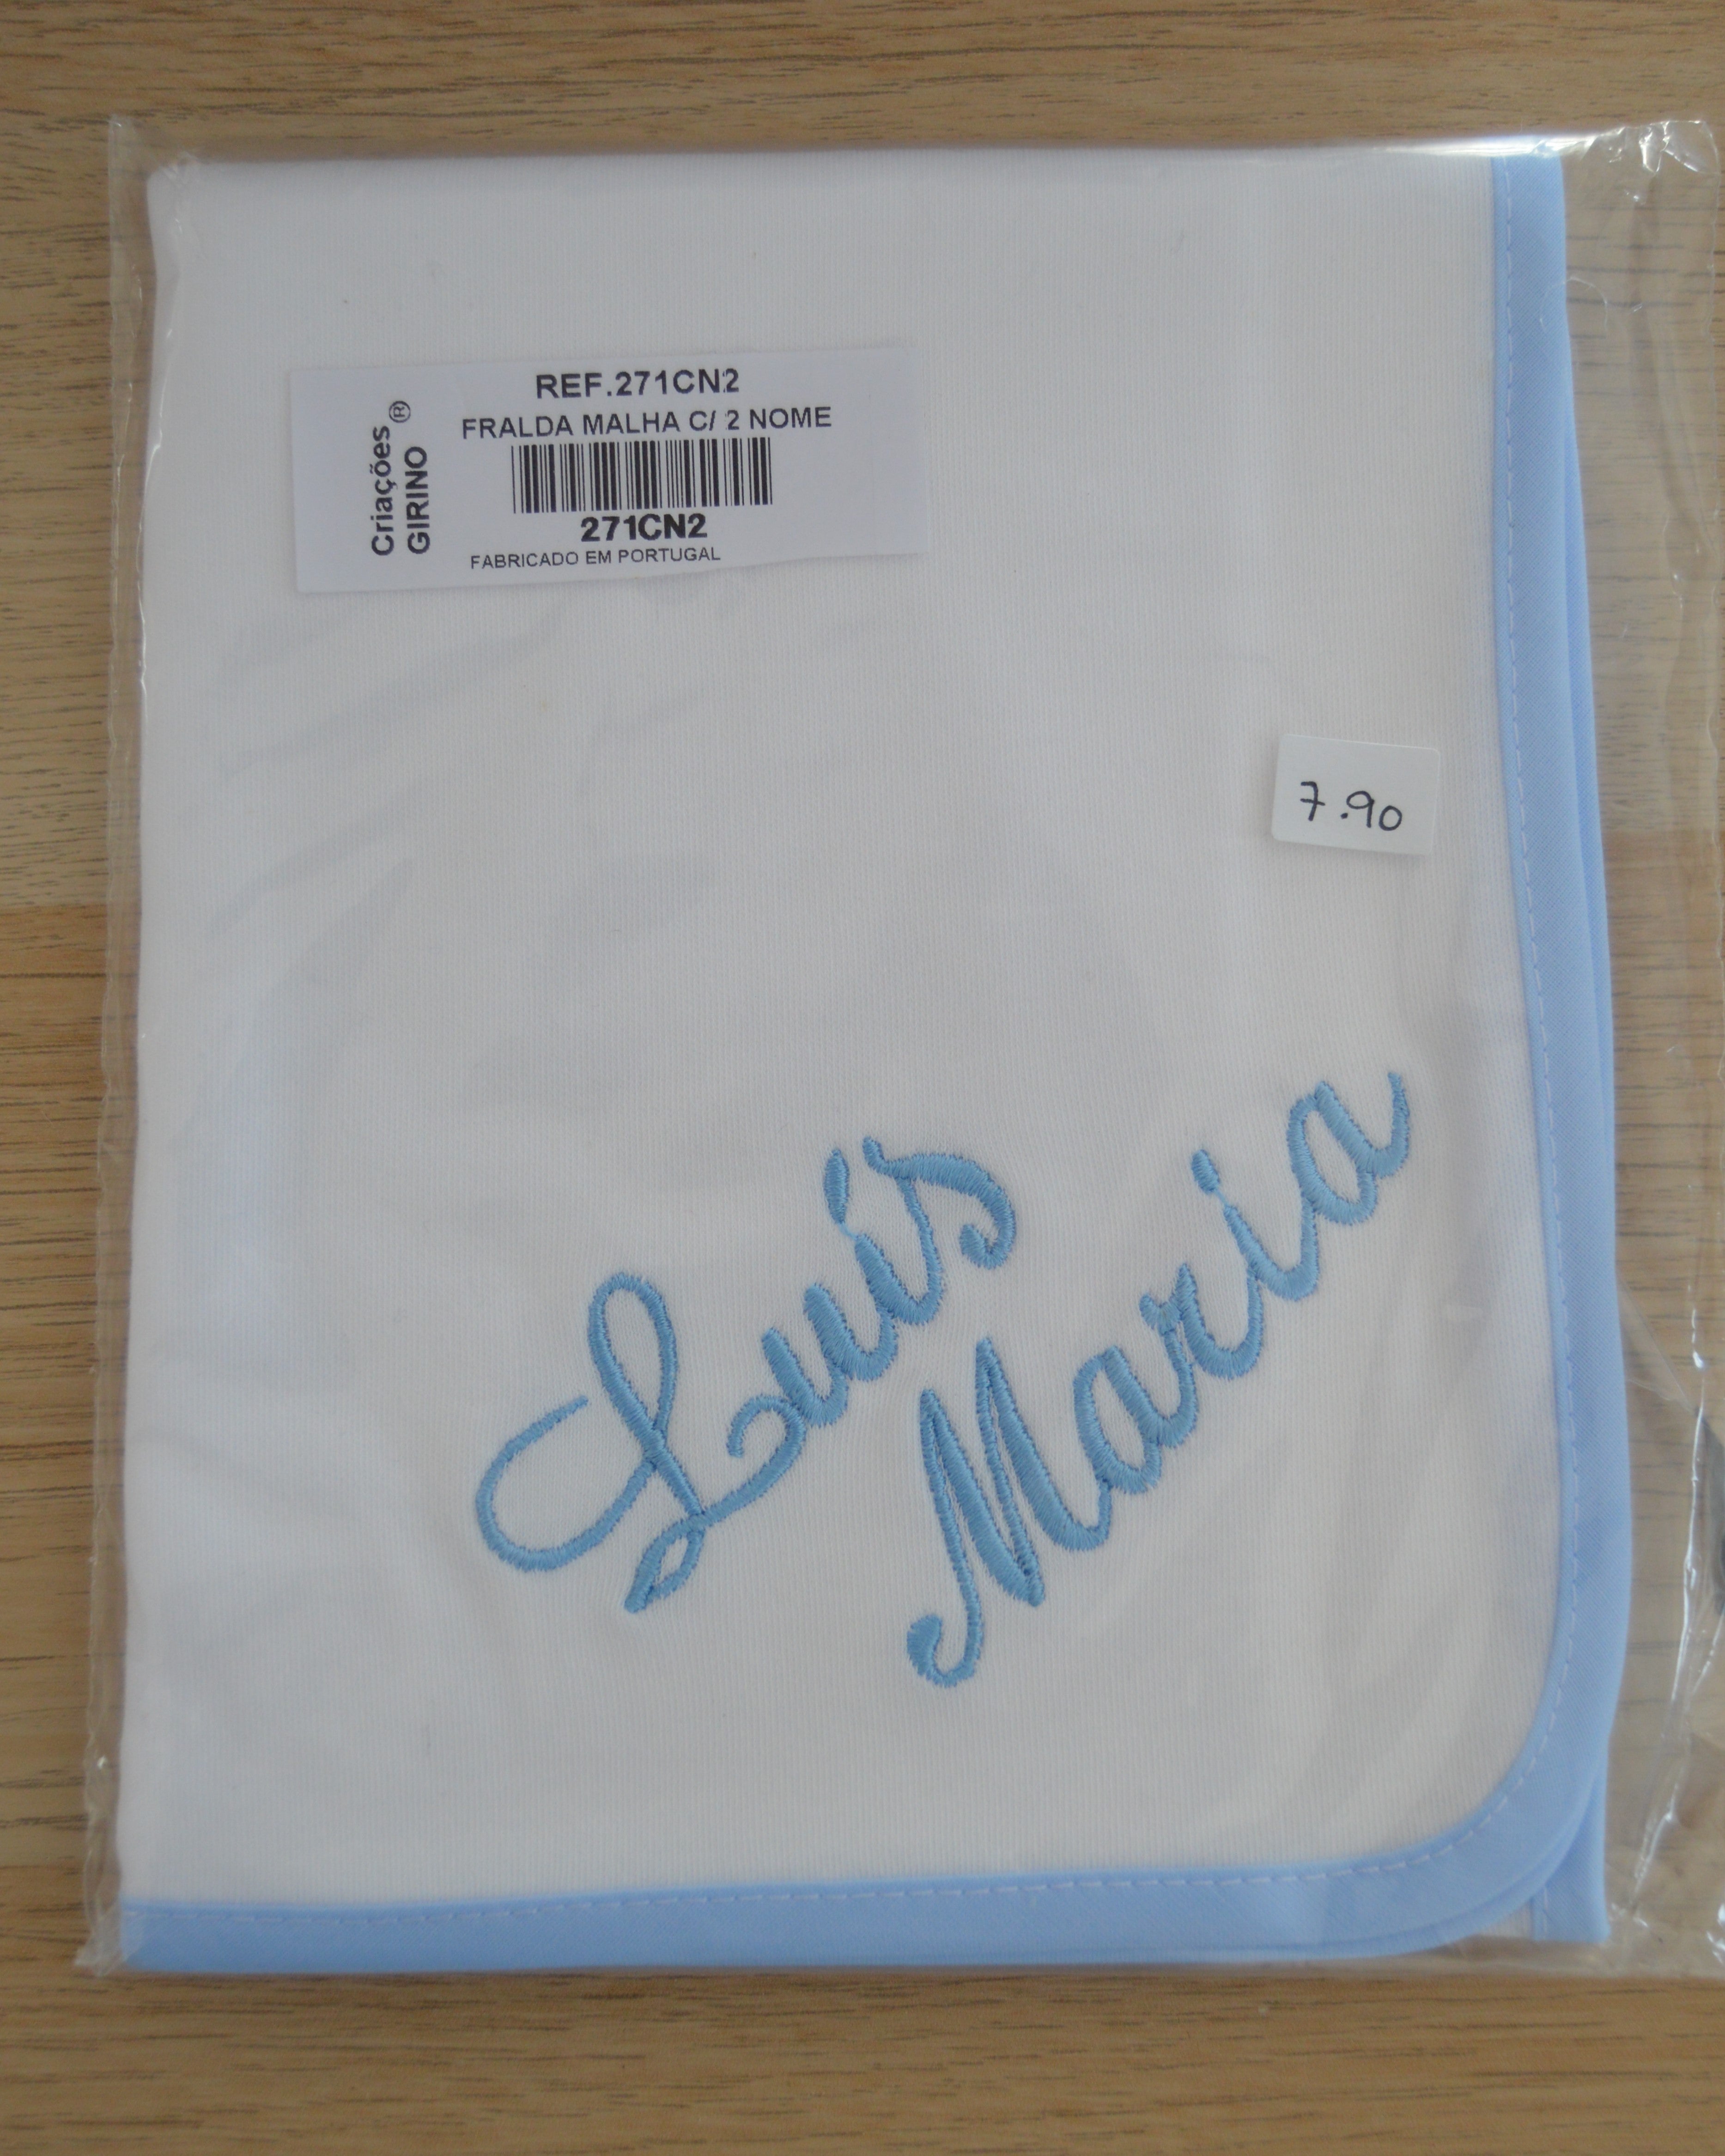 REF.271CN2
FRALDA MALHA C/ 2 NOME
Criações ®
GIRINO
271CN2
FABRICADO EM PORTUGAL
7.90
Luís
Maria